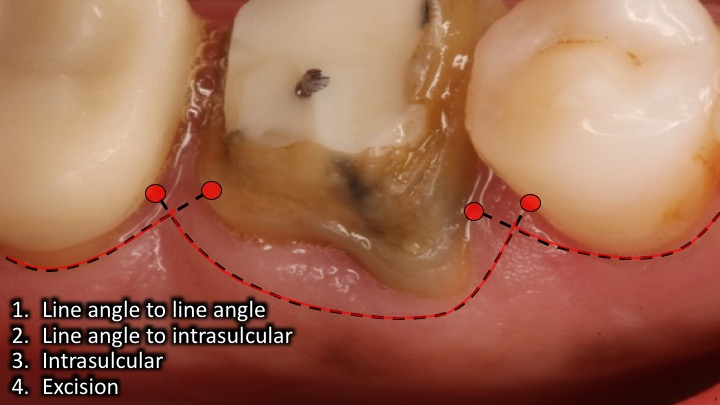 1. Line angle to line angle
2. Line angle to intrasulcular
3. Intrasulcular
4. Excision